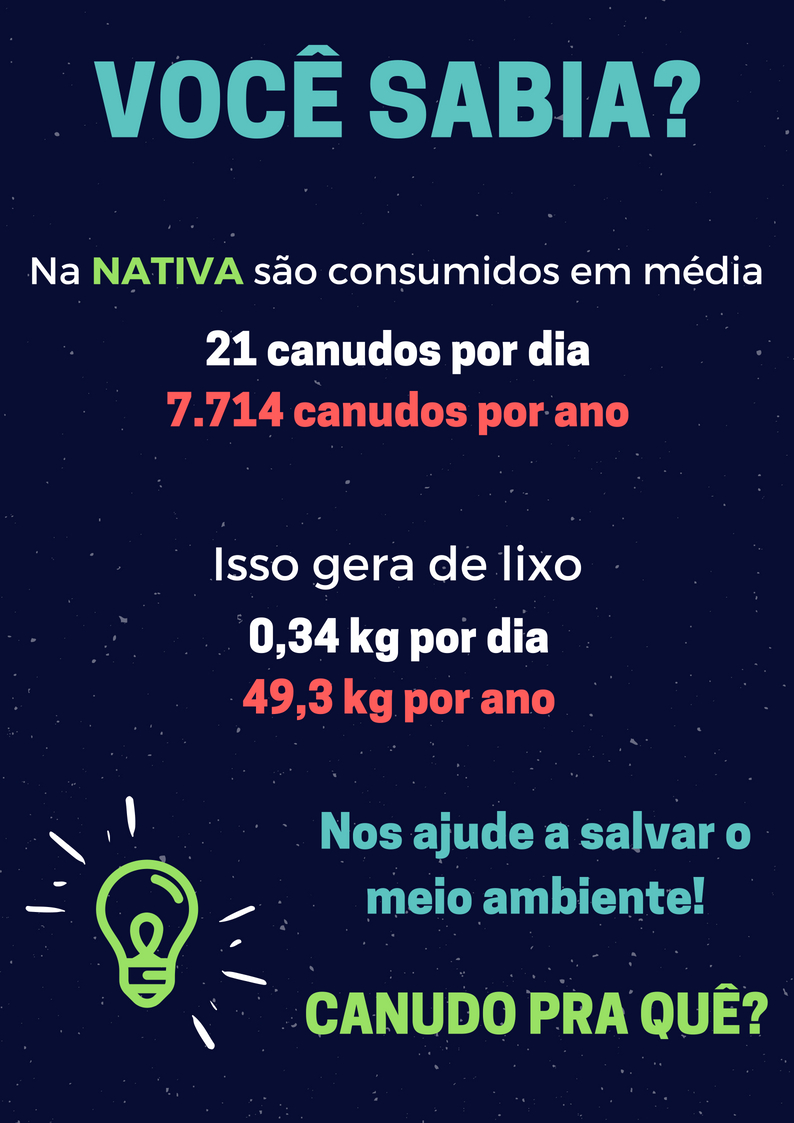 VOCÊ SABIA?
Na NATIVA são consumidos em média
21 canudos por dia
7.714 canudos por ano
Isso gera de lixo
0,34 kg por dia
49,3 kg por ano
Nos ajude a salvar o
meio ambiente!
CANUDO PRA QUÊ?